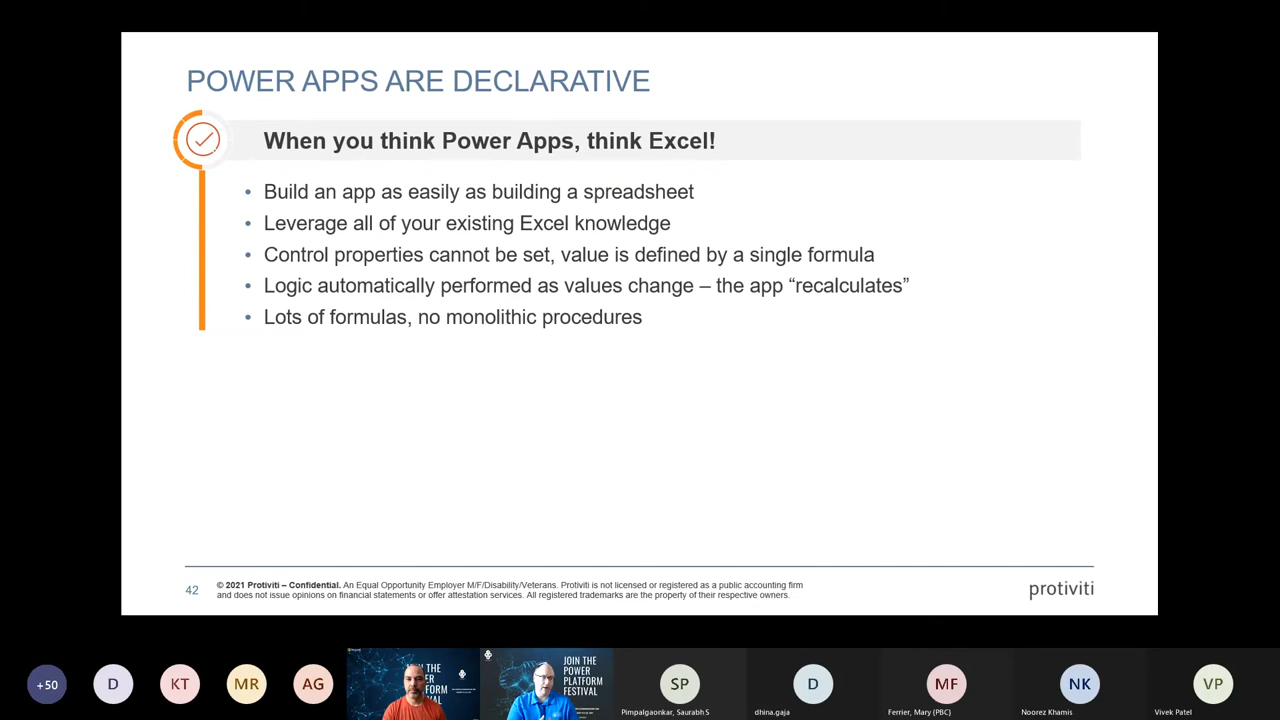 POWER APPS ARE DECLARATIVE
When you think Power Apps, think Excel!
• Build an app as easily as building a spreadsheet
• Leverage all of your existing Excel knowledge
• Control properties cannot be set, value is defined by a single formula
• Logic automatically performed as values change – the app “recalculates”
• Lots of formulas, no monolithic procedures
42
© 2021 Protiviti – Confidential. An Equal Opportunity Employer M/F/Disability/Veterans. Protiviti is not licensed or registered as a public accounting firm
and does not issue opinions on financial statements or offer attestation services. All registered trademarks are the property of their respective owners.
protiviti
+50
D
KT
MR
AG
JOIN THE
POWER
PLATFORM
FESTIVAL
SP
D
MF
NK
VP
Pimpalgaonkar, Saurabh S
dhina.gaja
Ferrier, Mary (PBC)
Noorez Khamis
Vivek Patel